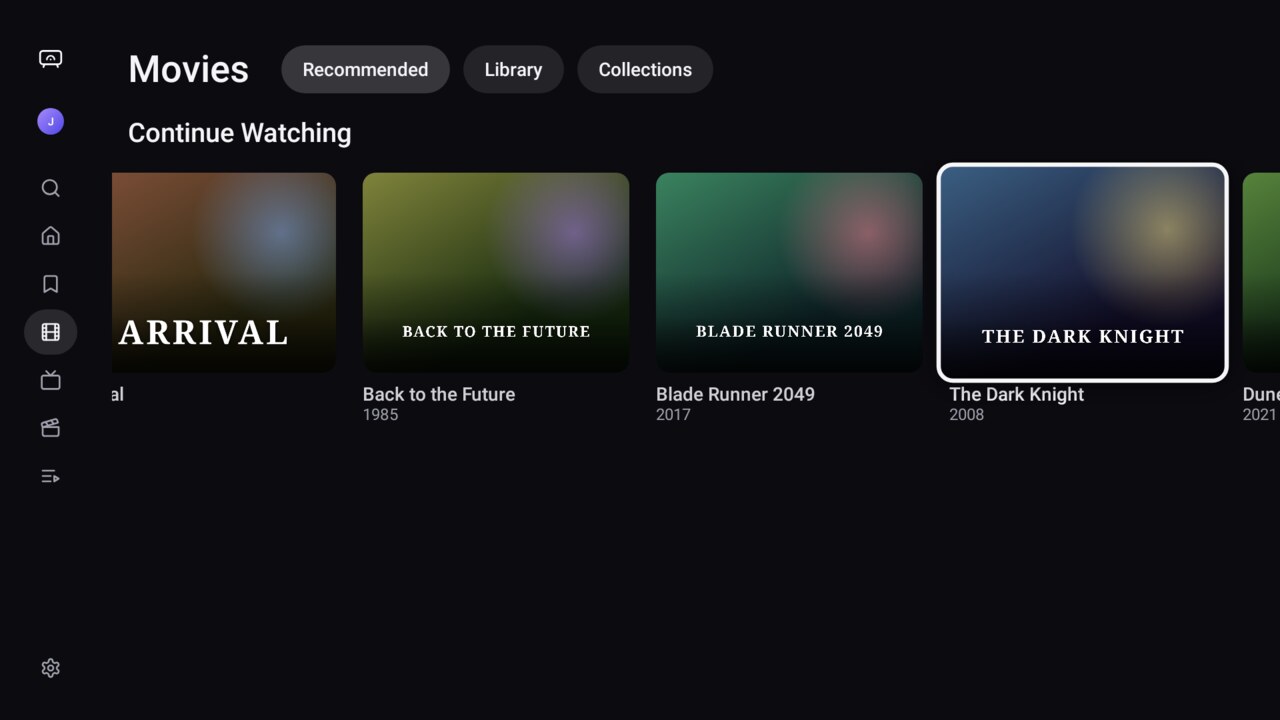 Movies
Recommended
Library
Collections
J
Continue Watching
ARRIVAL
BACK TO THE FUTURE
BLADE RUNNER 2049
THE DARK KNIGHT
al
Back to the Future
1985
Blade Runner 2049
2017
The Dark Knight
2008
Dune
2021